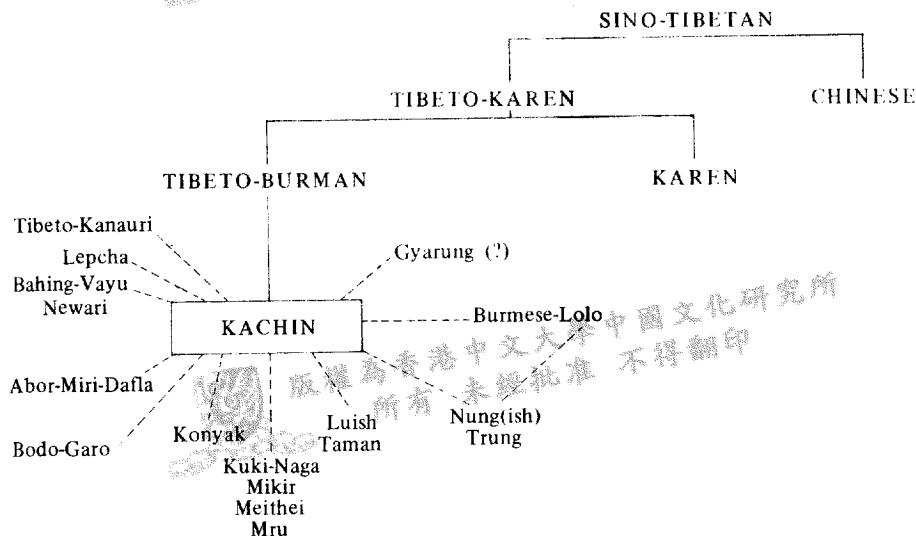 SINO-TIBETAN
TIBETO-KAREN
CHINESE
TIBETO-BURMAN
KAREN
Tibeto-Kanauri
Gyarung (?)
Lepcha
Bahing-Vayu
Newari
KACHIN
Burmese-Lolo
Abor-Miri-Dafla
Bodo-Garo
Konyak
Luish
Taman
Nung(ish)
Trung
Kuki-Naga
Mikir
Meithei
Mru
版權為香港中文大學中國文化研究所
所有 未經批准 不得翻印